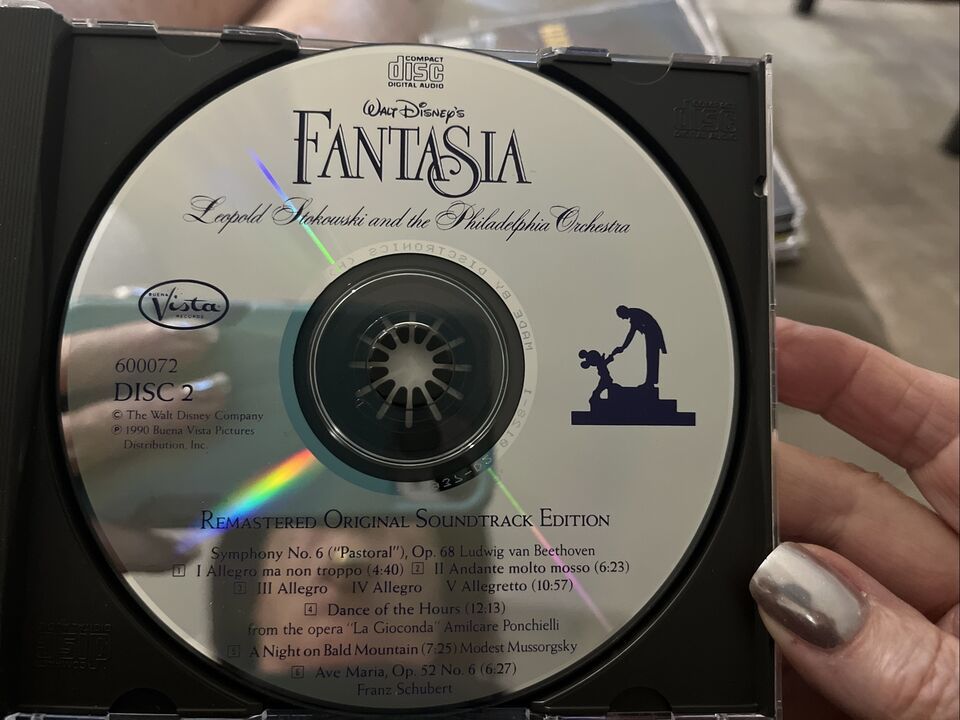 COMPACT
disc
DIGITAL AUDIO
WALT DISNEY'S
FANTASIA
Leopold Stokowski and the Philadelphia Orchestra
MADE BY DISCTRONICS (H)
BUENA
Vista
RECORDS
600072
DISC 2
© The Walt Disney Company
℗ 1990 Buena Vista Pictures
Distribution, Inc.
REMASTERED ORIGINAL SOUNDTRACK EDITION
Symphony No. 6 ("Pastoral"), Op. 68 Ludwig van Beethoven
1 I Allegro ma non troppo (4:40) 2 II Andante molto mosso (6:23)
3 III Allegro IV Allegro V Allegretto (10:57)
4 Dance of the Hours (12.13)
from the opera "La Gioconda" Amilcare Ponchielli
5 A Night on Bald Mountain (7:25) Modest Mussorgsky
6 Ave Maria, Op. 52 No. 6 (6:27)
Franz Schubert
COMPACT
disc